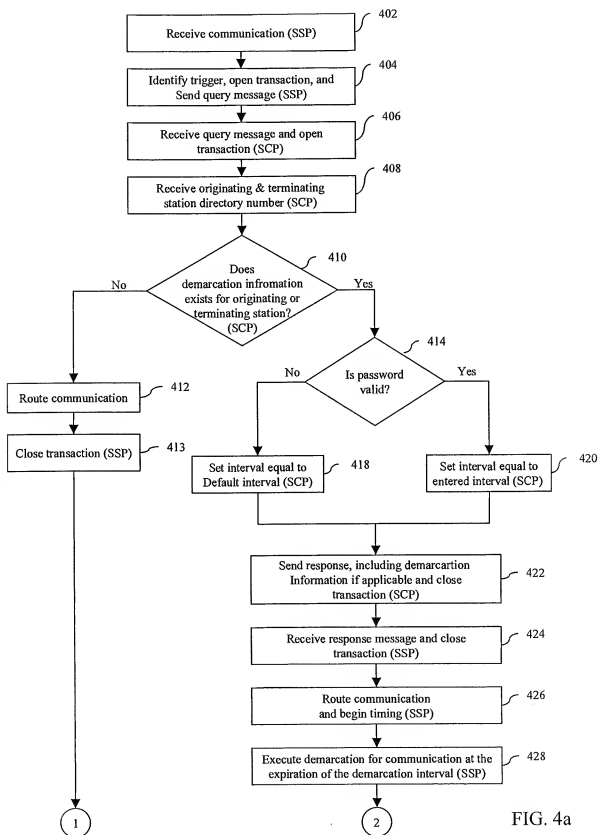 Receive communication (SSP)
402
Identify trigger, open transaction, and
Send query message (SSP)
404
Receive query message and open
transaction (SCP)
406
Receive originating & terminating
station directory number (SCP)
408
Does
demarcation infromation
exists for originating or
terminating station?
(SCP)
410
No
Yes
Is password
valid?
414
No
Yes
Route communication
412
Close transaction (SSP)
413
Set interval equal to
Default interval (SCP)
418
Set interval equal to
entered interval (SCP)
420
Send response, including demarcartion
Information if applicable and close
transaction (SCP)
422
Receive response message and close
transaction (SSP)
424
Route communication
and begin timing (SSP)
426
Execute demarcation for communication at the
expiration of the demarcation interval (SSP)
428
1
2
FIG. 4a